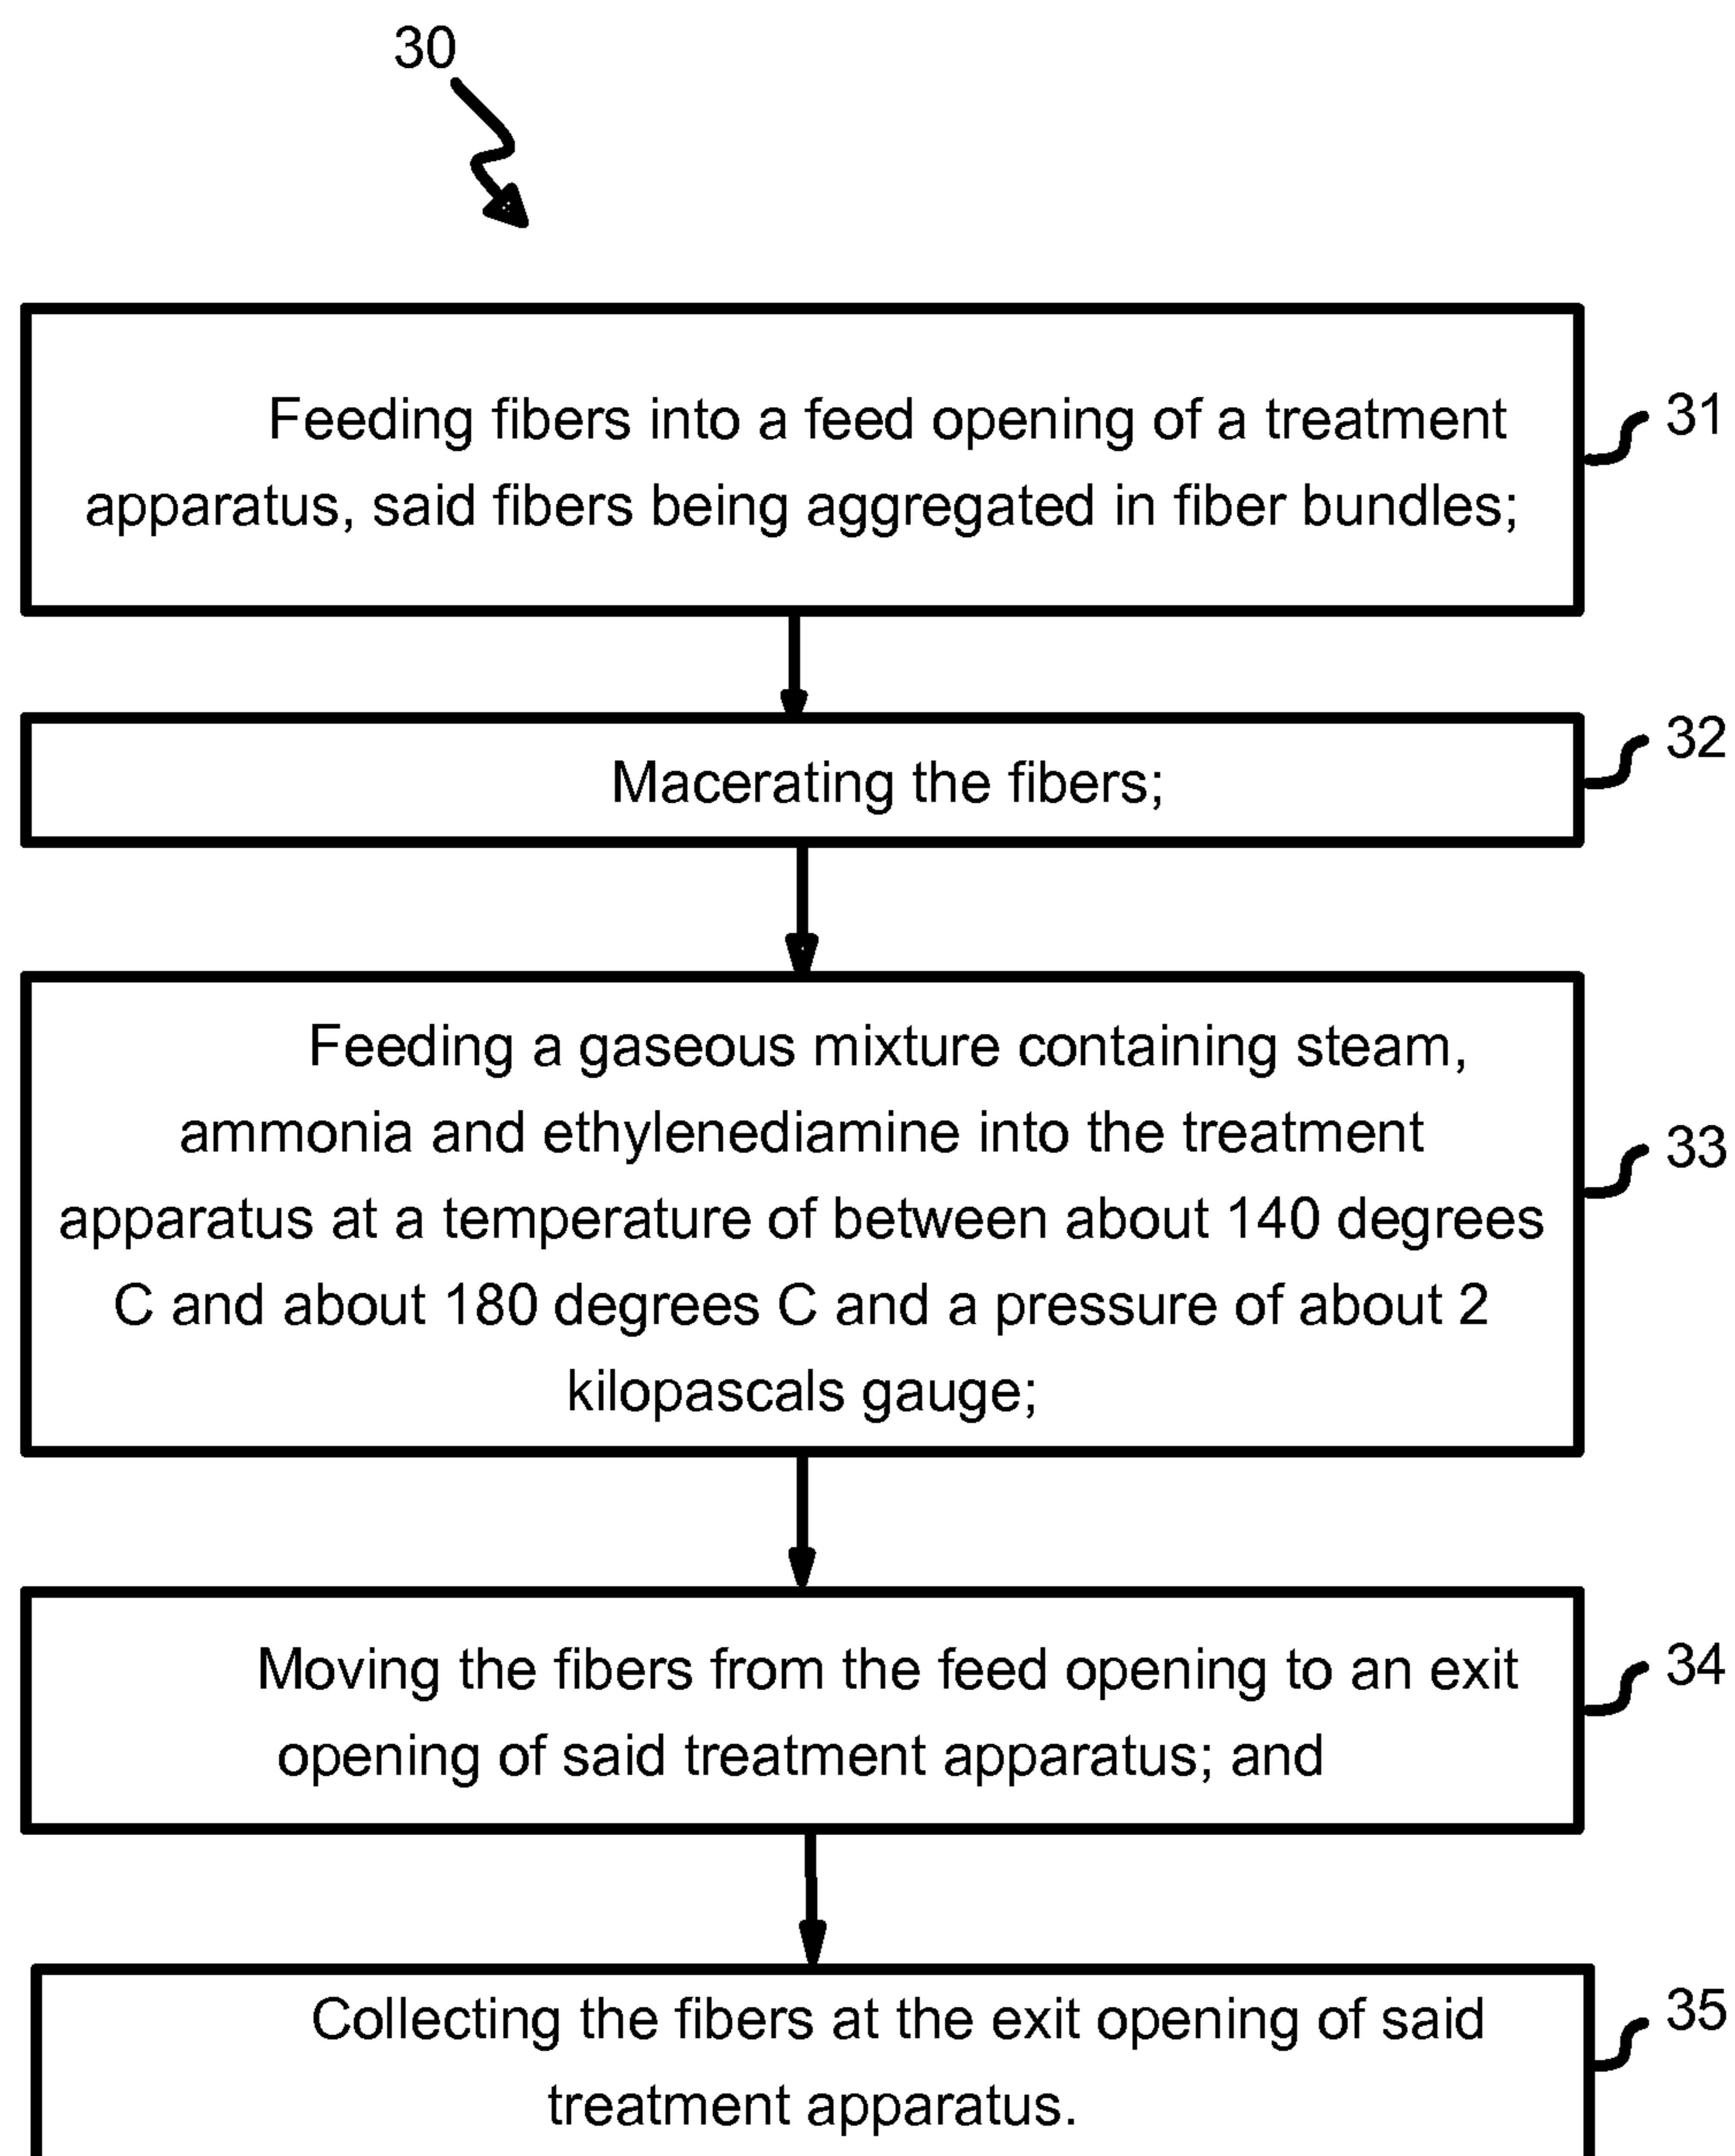 30
Feeding fibers into a feed opening of a treatment
apparatus, said fibers being aggregated in fiber bundles;
31
Macerating the fibers;
32
Feeding a gaseous mixture containing steam,
ammonia and ethylenediamine into the treatment
apparatus at a temperature of between about 140 degrees
C and about 180 degrees C and a pressure of about 2
kilopascals gauge;
33
Moving the fibers from the feed opening to an exit
opening of said treatment apparatus; and
34
Collecting the fibers at the exit opening of said
treatment apparatus.
35